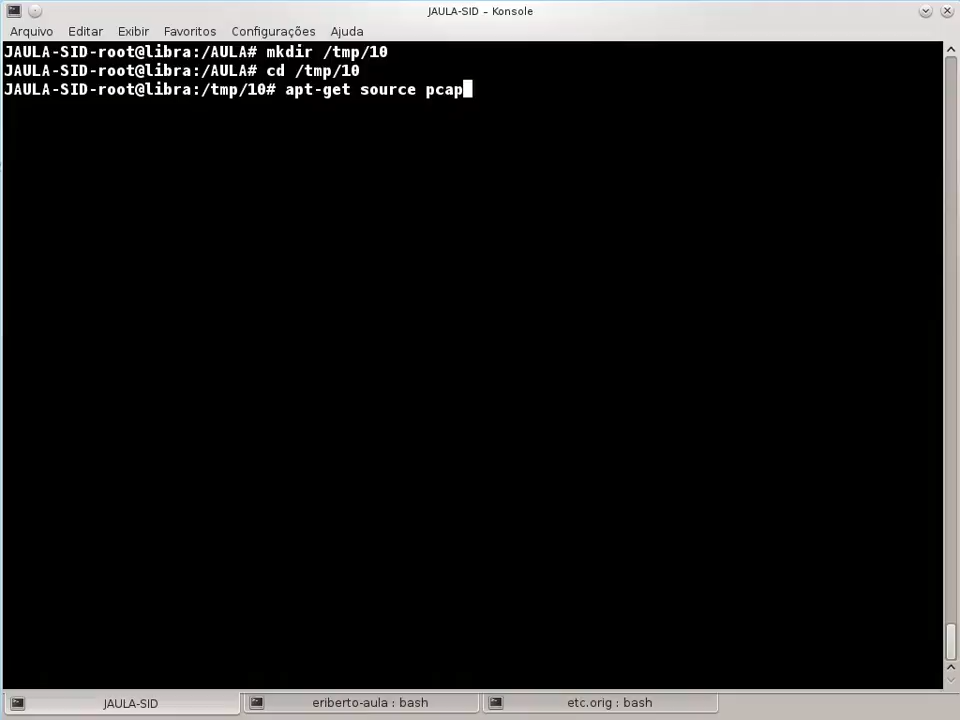 JAULA-SID – Konsole
Arquivo Editar Exibir Favoritos Configurações Ajuda
JAULA-SID-root@libra:/AULA# mkdir /tmp/10
JAULA-SID-root@libra:/AULA# cd /tmp/10
JAULA-SID-root@libra:/tmp/10# apt-get source pcap
JAULA-SID eriberto-aula : bash etc.orig : bash